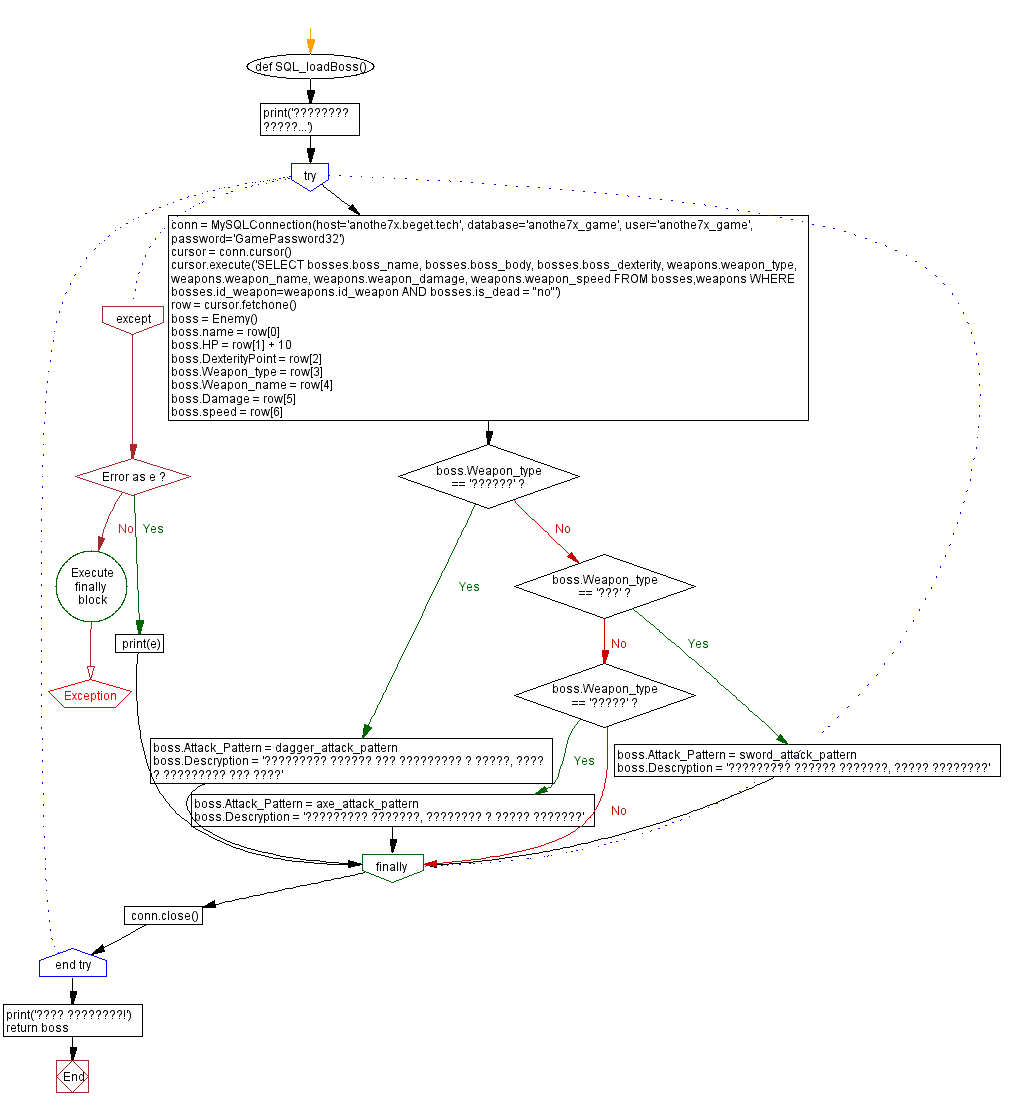 def SQL_loadBoss()
print('????????
?????...')
try
conn = MySQLConnection(host='anothe7x.beget.tech', database='anothe7x_game', user='anothe7x_game',
password='GamePassword32')
cursor = conn.cursor()
cursor.execute('SELECT bosses.boss_name, bosses.boss_body, bosses.boss_dexterity, weapons.weapon_type,
weapons.weapon_name, weapons.weapon_damage, weapons.weapon_speed FROM bosses,weapons WHERE
bosses.id_weapon=weapons.id_weapon AND bosses.is_dead = "no"')
row = cursor.fetchone()
boss = Enemy()
boss.name = row[0]
boss.HP = row[1] + 10
boss.DexterityPoint = row[2]
boss.Weapon_type = row[3]
boss.Weapon_name = row[4]
boss.Damage = row[5]
boss.speed = row[6]
except
boss.Weapon_type
== '??????' ?
Error as e ?
No
Yes
No
Execute
finally
block
boss.Weapon_type
== '???' ?
Yes
print(e)
No
Yes
Exception
boss.Weapon_type
== '?????' ?
boss.Attack_Pattern = dagger_attack_pattern
boss.Descryption = '????????? ?????? ??? ????????? ? ?????, ????
? ????????? ??? ????'
Yes
boss.Attack_Pattern = sword_attack_pattern
boss.Descryption = '????????? ?????? ???????, ????? ????????'
boss.Attack_Pattern = axe_attack_pattern
boss.Descryption = '????????? ???????, ???????? ? ????? ???????'
No
finally
conn.close()
end try
print('???? ????????!')
return boss
End